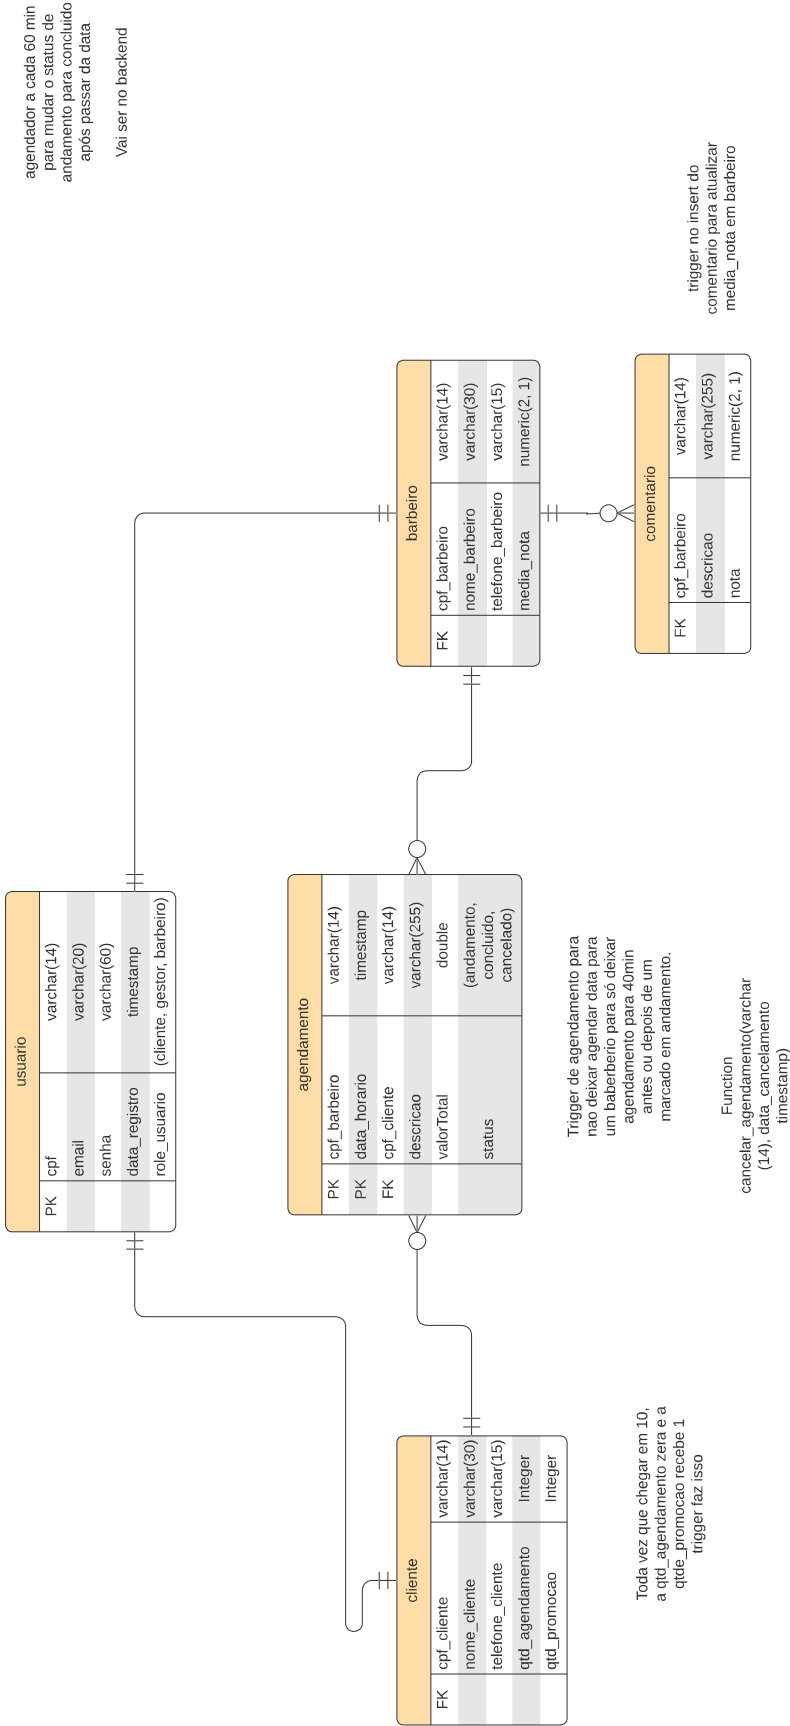 usuario
PK cpf varchar(14)
email varchar(20)
senha varchar(60)
data_registro timestamp
role_usuario (cliente, gestor, barbeiro)
agendador a cada 60 min
para mudar o status de
andamento para concluido
após passar da data
Vai ser no backend
cliente
FK cpf_cliente varchar(14)
nome_cliente varchar(30)
telefone_cliente varchar(15)
qtd_agendamento Integer
qtd_promocao Integer
agendamento
PK cpf_barbeiro varchar(14)
PK data_horario timestamp
FK cpf_cliente varchar(14)
descricao varchar(255)
valorTotal double
status (andamento,
concluido,
cancelado)
barbeiro
FK cpf_barbeiro varchar(14)
nome_barbeiro varchar(30)
telefone_barbeiro varchar(15)
media_nota numeric(2, 1)
comentario
FK cpf_barbeiro varchar(14)
descricao varchar(255)
nota numeric(2, 1)
trigger no insert do
comentario para atualizar
media_nota em barbeiro
Toda vez que chegar em 10,
a qtd_agendamento zera e a
qtde_promocao recebe 1
trigger faz isso
Trigger de agendamento para
nao deixar agendar data para
um baberberio para só deixar
agendamento para 40min
antes ou depois de um
marcado em andamento.
Function
cancelar_agendamento(varchar
(14), data_cancelamento
timestamp)